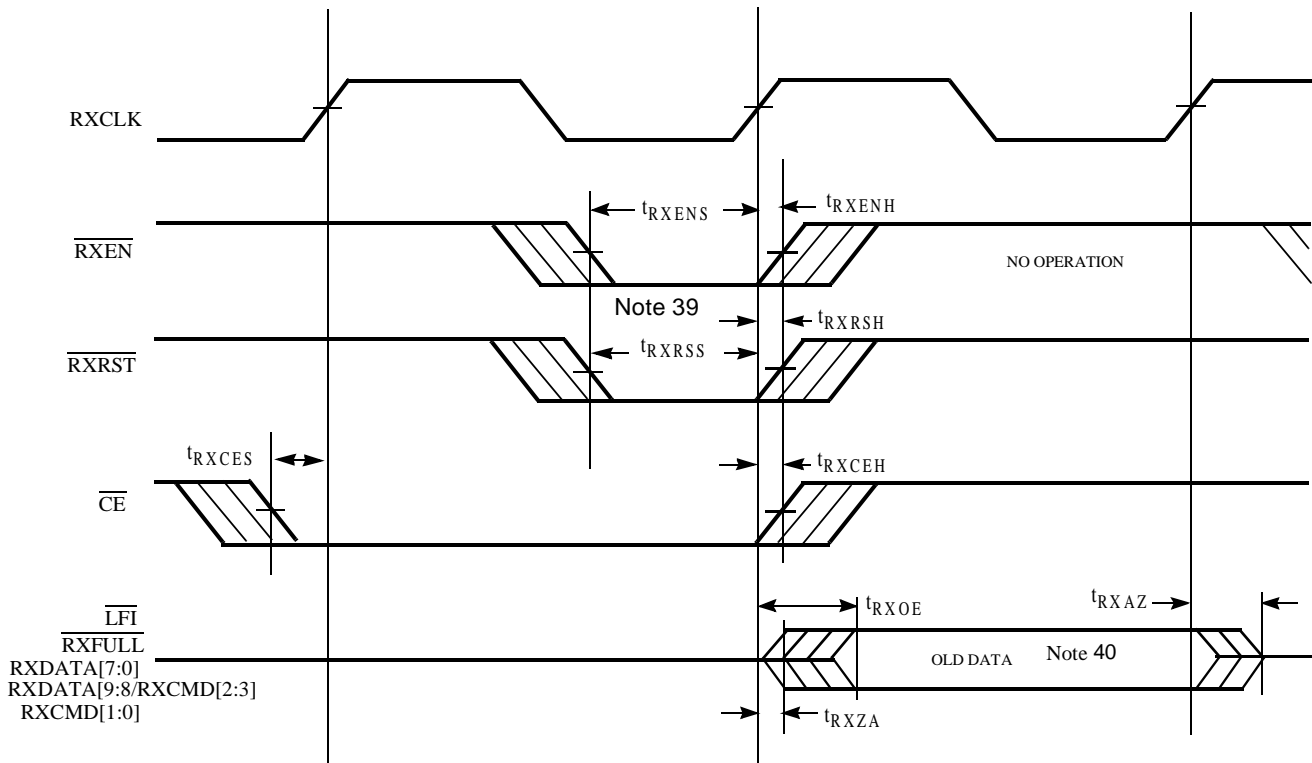 RXCLK
tRXENS
tRXENH
RXEN
NO OPERATION
Note 39
tRXRSH
tRXRSS
RXRST
tRXCES
tRXCEH
CE
LFI
tRXOE
tRXAZ
RXFULL
RXDATA[7:0]
OLD DATA
Note 40
RXDATA[9:8/RXCMD[2:3]
RXCMD[1:0]
tRXZA